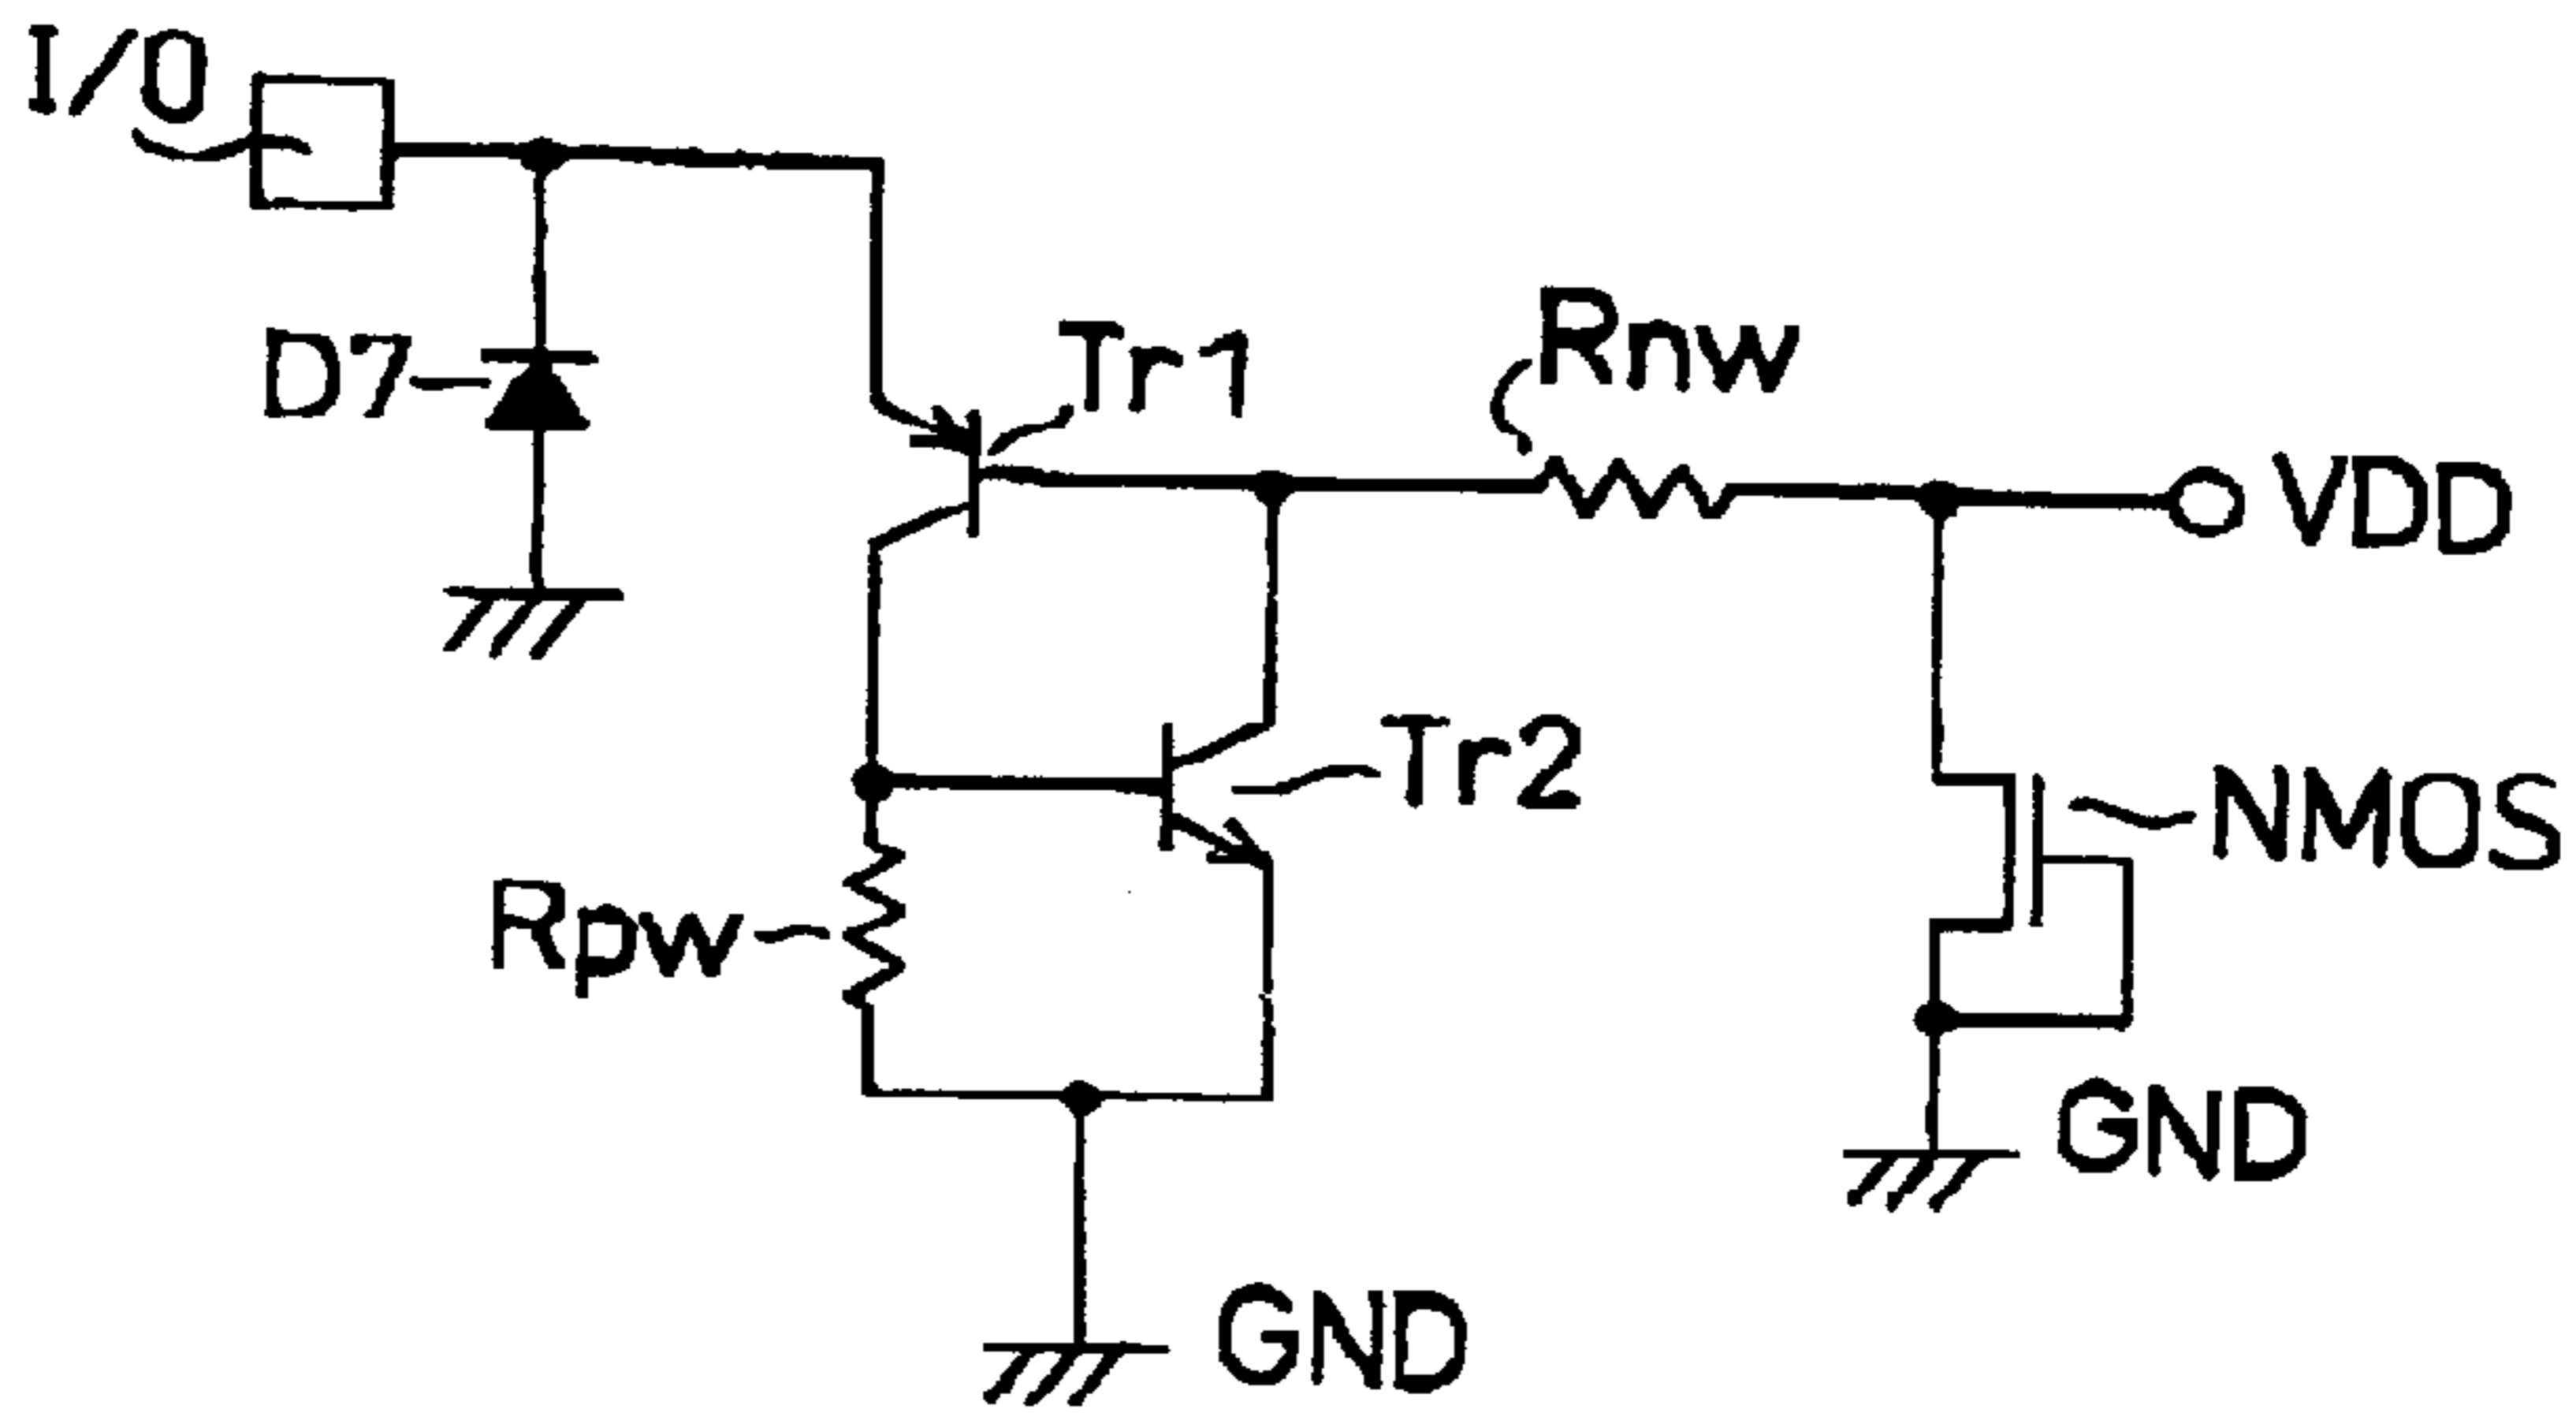 I/O
D7
Tr1
Rnw
VDD
Tr2
NMOS
Rpw
GND
GND